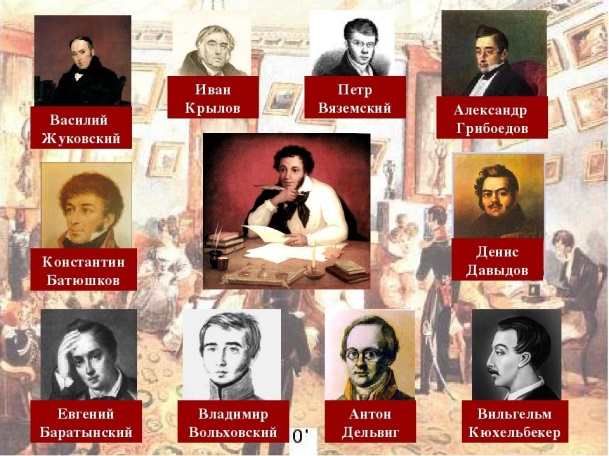 Василий
Жуковский
Иван
Крылов
Петр
Вяземский
Александр
Грибоедов
Константин
Батюшков
Денис
Давыдов
Евгений
Баратынский
Владимир
Вольховский
Антон
Дельвиг
Вильгельм
Кюхельбекер
0'